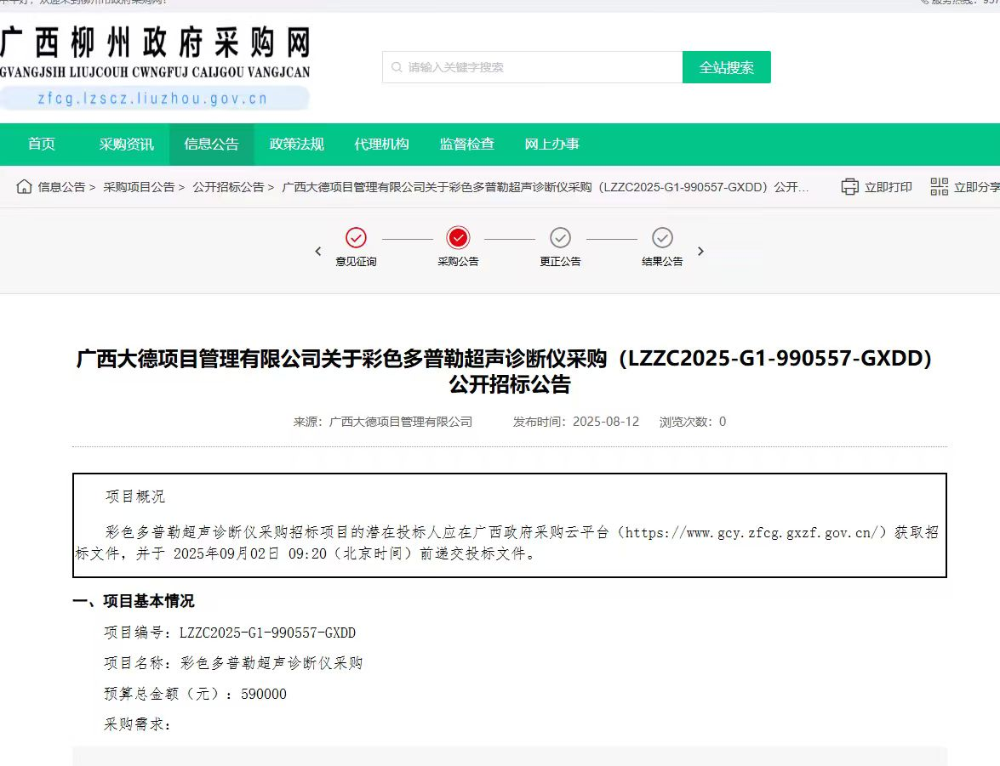 广西柳州政府采购网
GVANGJSIH LIUJCOUH CWNGFUJ CAIJGOU VANGJCAN
zfcg.lzscz.liuzhou.gov.cn
请输入关键字搜索
全站搜索
首页 采购资讯 信息公告 政策法规 代理机构 监督检查 网上办事
信息公告 > 采购项目公告 > 公开招标公告 > 广西大德项目管理有限公司关于彩色多普勒超声诊断仪采购（LZZC2025-G1-990557-GXDD）公开… 立即打印 立即分享
意见征询 采购公告 更正公告 结果公告
广西大德项目管理有限公司关于彩色多普勒超声诊断仪采购（LZZC2025-G1-990557-GXDD）
公开招标公告
来源：广西大德项目管理有限公司 发布时间：2025-08-12 浏览次数：0
项目概况
彩色多普勒超声诊断仪采购招标项目的潜在投标人应在广西政府采购云平台（https://www.gcy.zfcg.gxzf.gov.cn/）获取招
标文件，并于 2025年09月02日 09:20（北京时间）前递交投标文件。
一、项目基本情况
项目编号：LZZC2025-G1-990557-GXDD
项目名称：彩色多普勒超声诊断仪采购
预算总金额（元）：590000
采购需求：